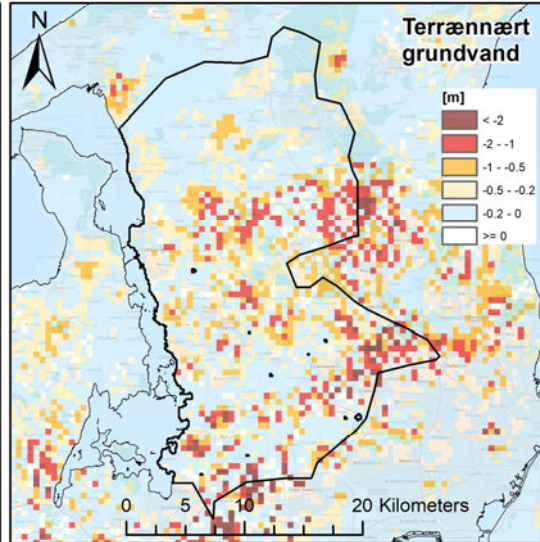 N
Terrænnært
grundvand
[m]
< -2
-2 - -1
-1 - -0.5
-0.5 - -0.2
-0.2 - 0
>= 0
0 5 10 20 Kilometers